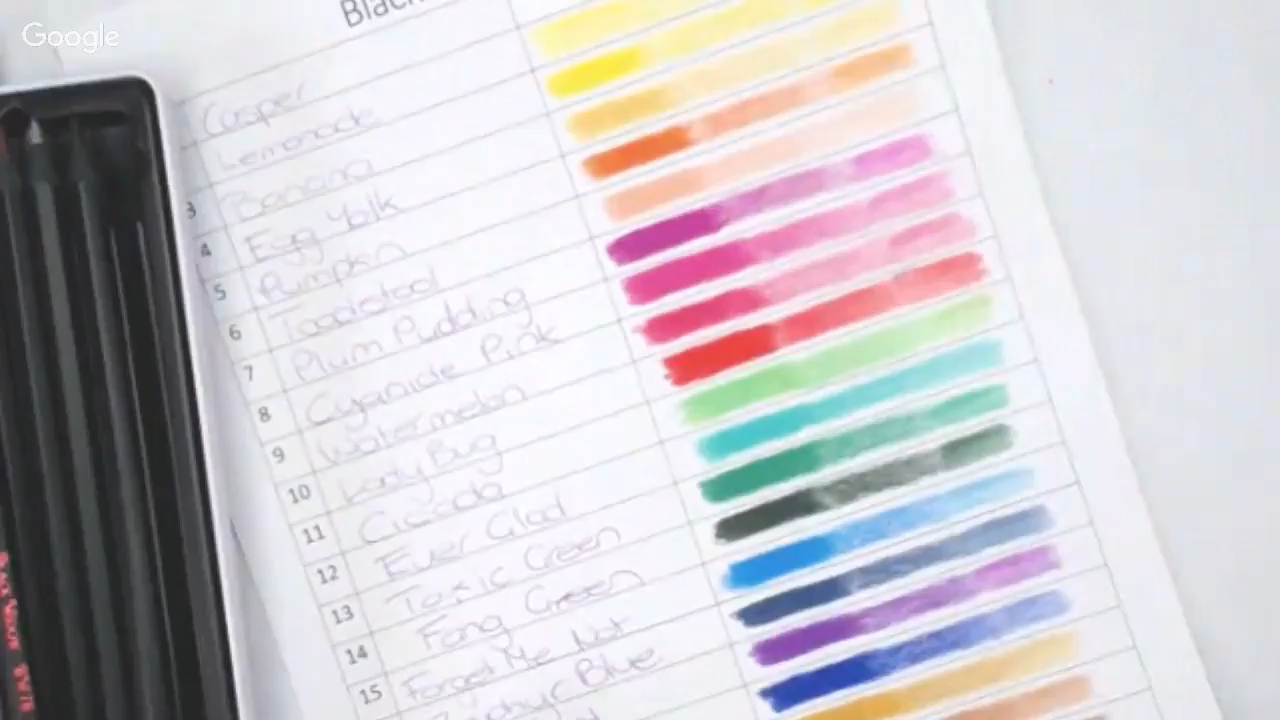 Google
Black
Casper
Lemonade
3 Banana
4 Egg Yolk
5 Pumpkin
6 Toadstool
7 Plum Pudding
8 Cyanide Pink
9 Watermelon
10 Lady Bug
11 Cicada
12 Ever Glad
13 Toxic Green
14 Fang Green
15 Forget Me Not
Blue